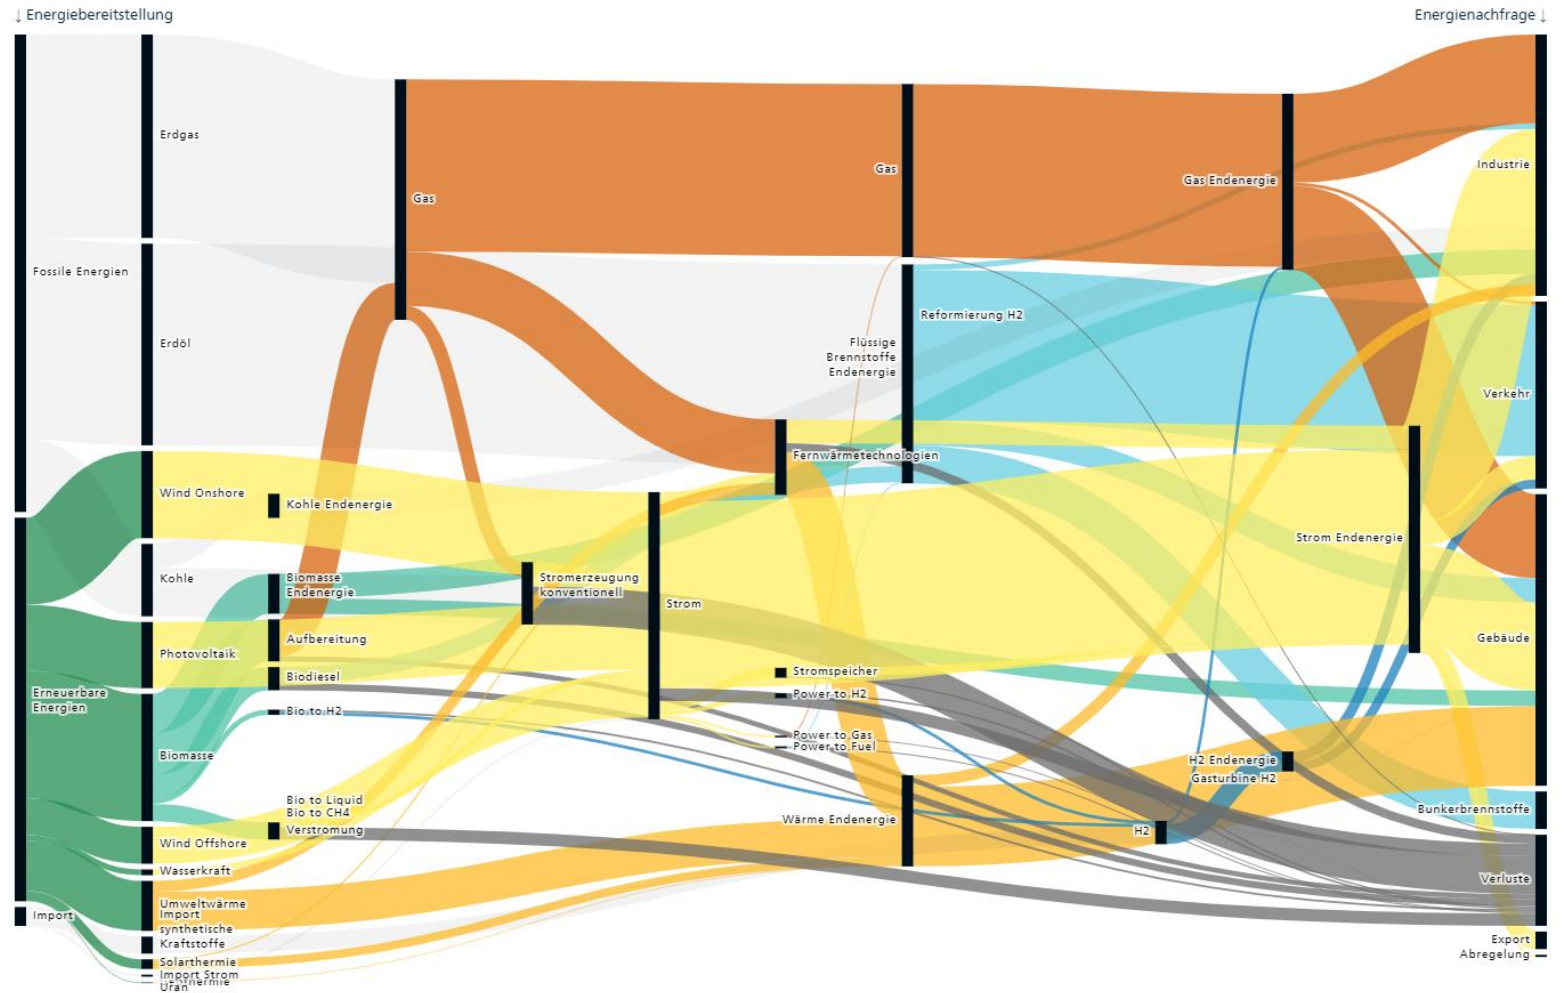 ↓ Energiebereitstellung
Energienachfrage ↓
Erdgas
Industrie
Gas
Gas
Gas Endenergie
Fossile Energien
Reformierung H2
Erdöl
Flüssige
Brennstoffe
Endenergie
Verkehr
Fernwärmetechnologien
Wind Onshore
Kohle Endenergie
Strom Endenergie
Kohle
Biomasse
Endenergie
Stromerzeugung
konventionell
Strom
Aufbereitung
Gebäude
Photovoltaik
Biodiesel
Stromspeicher
Erneuerbare
Energien
Power to H2
Bio to H2
Power to Gas
Power to Fuel
Biomasse
H2 Endenergie
Gasturbine H2
Bio to Liquid
Bio to CH4
Verstromung
Bunkerbrennstoffe
Wärme Endenergie
H2
Wind Offshore
Wasserkraft
Verluste
Umweltwärme
Import
Import
synthetische
Kraftstoffe
Export
Abregelung
Solarthermie
Import Strom
Geothermie
Uran